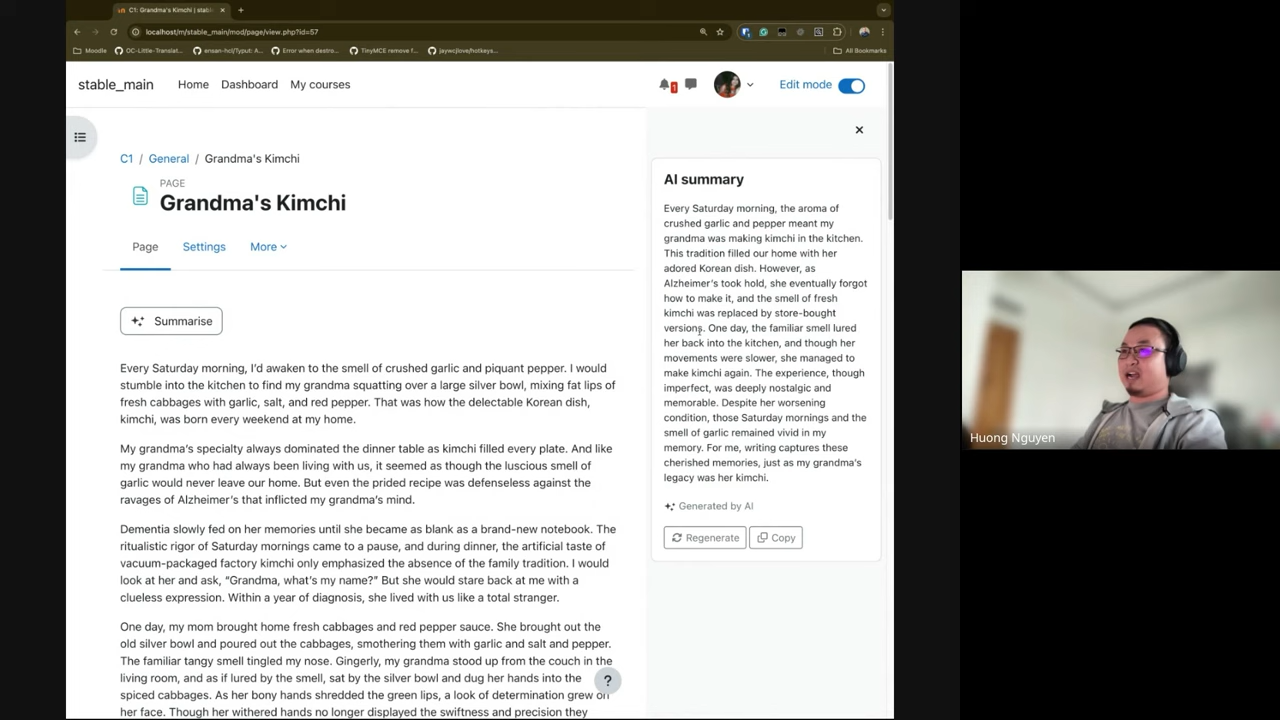 C1: Grandma's Kimchi | stabl
localhost/m/stable_main/mod/page/view.php?id=57
Moodle
OC-Little-Translat...
ensan-hcl/Typut: A...
Error when destro...
TinyMCE remove f...
jaywcjlove/hotkeys...
All Bookmarks
stable_main
Home
Dashboard
My courses
1
Edit mode
C1 / General / Grandma's Kimchi
PAGE
Grandma's Kimchi
Page
Settings
More
Summarise
Every Saturday morning, I'd awaken to the smell of crushed garlic and piquant pepper. I would
stumble into the kitchen to find my grandma squatting over a large silver bowl, mixing fat lips of
fresh cabbages with garlic, salt, and red pepper. That was how the delectable Korean dish,
kimchi, was born every weekend at my home.
My grandma's specialty always dominated the dinner table as kimchi filled every plate. And like
my grandma who had always been living with us, it seemed as though the luscious smell of
garlic would never leave our home. But even the prided recipe was defenseless against the
ravages of Alzheimer's that inflicted my grandma's mind.
Dementia slowly fed on her memories until she became as blank as a brand-new notebook. The
ritualistic rigor of Saturday mornings came to a pause, and during dinner, the artificial taste of
vacuum-packaged factory kimchi only emphasized the absence of the family tradition. I would
look at her and ask, “Grandma, what's my name?” But she would stare back at me with a
clueless expression. Within a year of diagnosis, she lived with us like a total stranger.
One day, my mom brought home fresh cabbages and red pepper sauce. She brought out the
old silver bowl and poured out the cabbages, smothering them with garlic and salt and pepper.
The familiar tangy smell tingled my nose. Gingerly, my grandma stood up from the couch in the
living room, and as if lured by the smell, sat by the silver bowl and dug her hands into the
spiced cabbages. As her bony hands shredded the green lips, a look of determination grew on
her face. Though her withered hands no longer displayed the swiftness and precision they
?
AI summary
Every Saturday morning, the aroma of
crushed garlic and pepper meant my
grandma was making kimchi in the kitchen.
This tradition filled our home with her
adored Korean dish. However, as
Alzheimer's took hold, she eventually forgot
how to make it, and the smell of fresh
kimchi was replaced by store-bought
versions. One day, the familiar smell lured
her back into the kitchen, and though her
movements were slower, she managed to
make kimchi again. The experience, though
imperfect, was deeply nostalgic and
memorable. Despite her worsening
condition, those Saturday mornings and the
smell of garlic remained vivid in my
memory. For me, writing captures these
cherished memories, just as my grandma's
legacy was her kimchi.
Generated by AI
Regenerate
Copy
Huong Nguyen